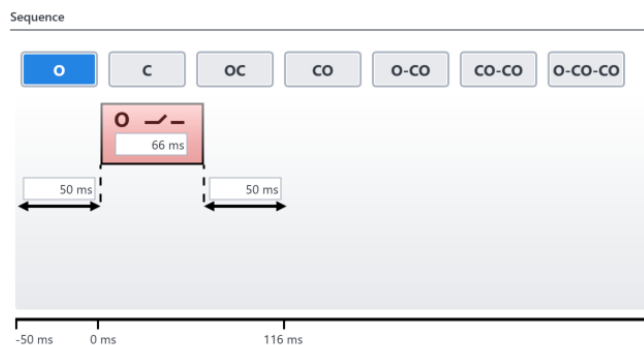 Sequence
O C OC CO O-CO CO-CO O-CO-CO
O
66 ms
50 ms 50 ms
-50 ms 0 ms 116 ms